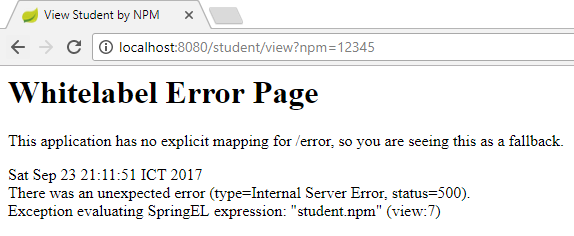 View Student by NPM
localhost:8080/student/view?npm=12345
Whitelabel Error Page
This application has no explicit mapping for /error, so you are seeing this as a fallback.
Sat Sep 23 21:11:51 ICT 2017
There was an unexpected error (type=Internal Server Error, status=500).
Exception evaluating SpringEL expression: "student.npm" (view:7)